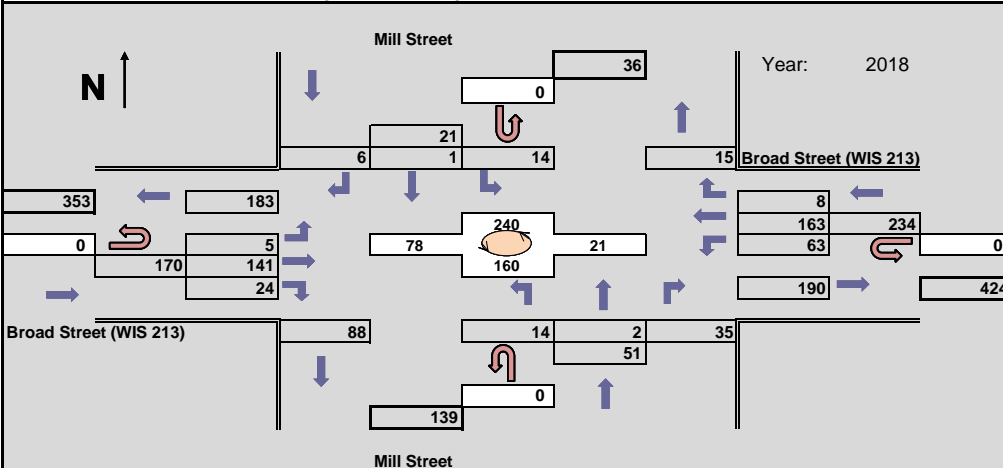 Mill Street
36
Year: 2018
N
0
21
6 1 14 15 Broad Street (WIS 213)
353 183 8
240
163 234
0 5 78 21 63 0
170 141 160
24 190 424
Broad Street (WIS 213) 88 14 2 35
51
0
139
Mill Street